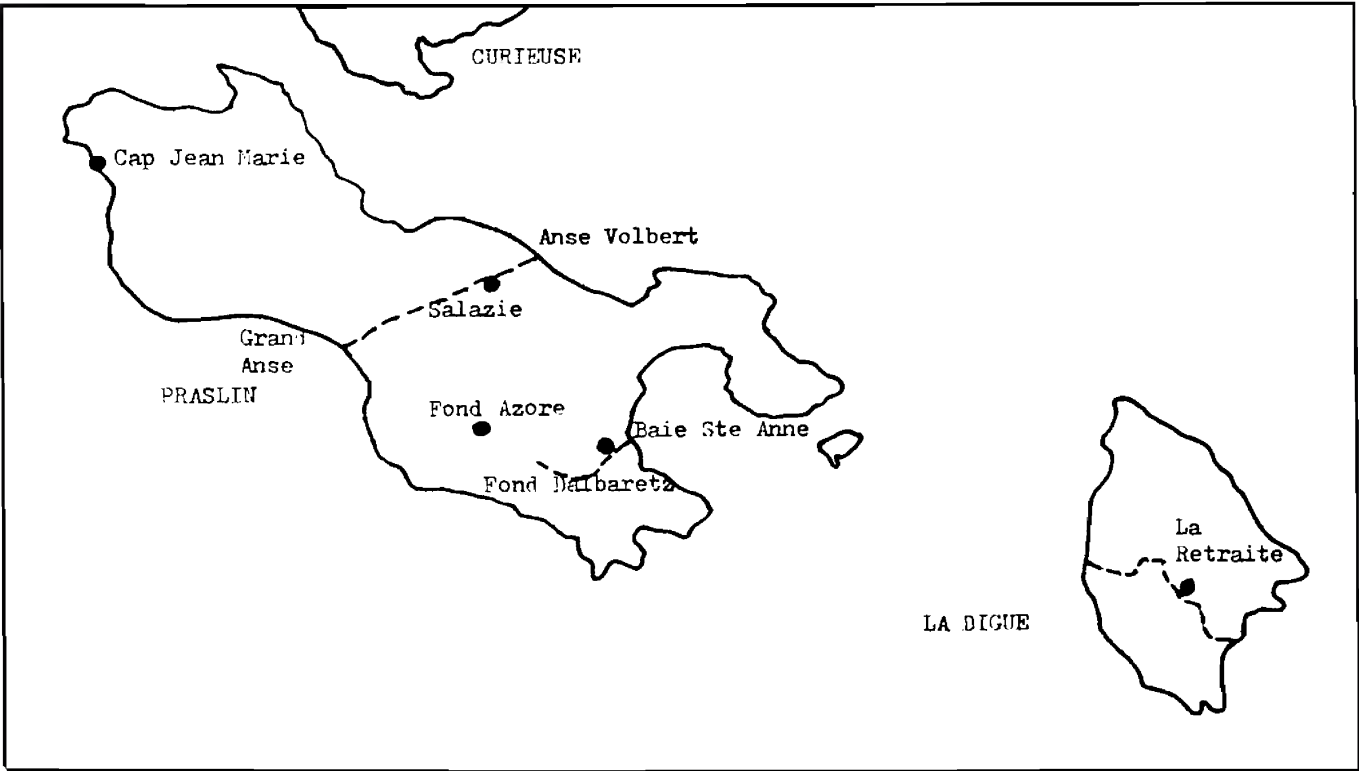 CURIEUSE
Cap Jean Marie
Anse Volbert
Salazie
Grand
Anse
PRASLIN
Fond Azore
Baie Ste Anne
Fond Dalbaretz
La
Retraite
LA DIGUE